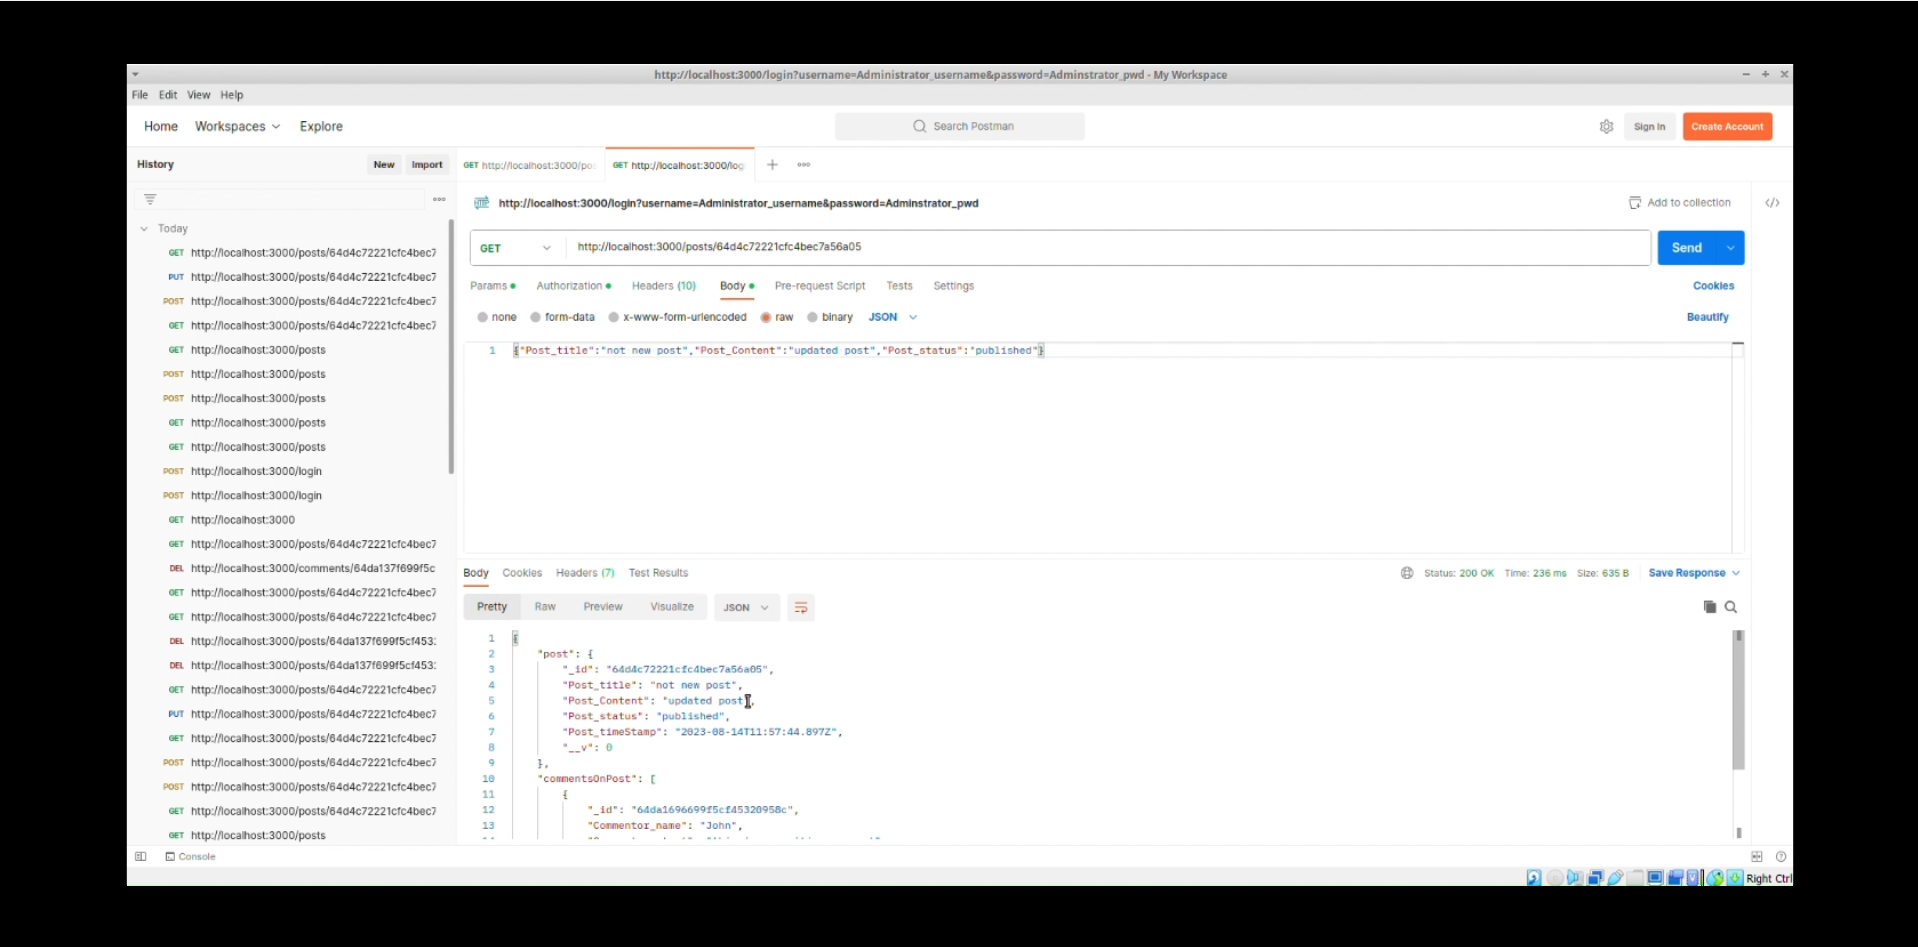 http://localhost:3000/login?username=Administrator_username&password=Adminstrator_pwd - My Workspace
File Edit View Help
Home Workspaces Explore
Search Postman
Sign In Create Account
History New Import
GET http://localhost:3000/po
GET http://localhost:3000/log
http://localhost:3000/login?username=Administrator_username&password=Adminstrator_pwd
Add to collection
Today
GET http://localhost:3000/posts/64d4c72221cfc4bec7
PUT http://localhost:3000/posts/64d4c72221cfc4bec7
POST http://localhost:3000/posts/64d4c72221cfc4bec7
GET http://localhost:3000/posts/64d4c72221cfc4bec7
GET http://localhost:3000/posts
POST http://localhost:3000/posts
POST http://localhost:3000/posts
GET http://localhost:3000/posts
GET http://localhost:3000/posts
POST http://localhost:3000/login
POST http://localhost:3000/login
GET http://localhost:3000
GET http://localhost:3000/posts/64d4c72221cfc4bec7
DEL http://localhost:3000/comments/64da137f699f5c
GET http://localhost:3000/posts/64d4c72221cfc4bec7
GET http://localhost:3000/posts/64d4c72221cfc4bec7
DEL http://localhost:3000/posts/64da137f699f5cf453
DEL http://localhost:3000/posts/64da137f699f5cf453
GET http://localhost:3000/posts/64d4c72221cfc4bec7
PUT http://localhost:3000/posts/64d4c72221cfc4bec7
GET http://localhost:3000/posts/64d4c72221cfc4bec7
POST http://localhost:3000/posts/64d4c72221cfc4bec7
POST http://localhost:3000/posts/64d4c72221cfc4bec7
GET http://localhost:3000/posts/64d4c72221cfc4bec7
GET http://localhost:3000/posts
GET http://localhost:3000/posts/64d4c72221cfc4bec7a56a05
Send
Params Authorization Headers (10) Body Pre-request Script Tests Settings
Cookies
none form-data x-www-form-urlencoded raw binary JSON
Beautify
1 {"Post_title":"not new post","Post_Content":"updated post","Post_status":"published"}
Body Cookies Headers (7) Test Results
Status: 200 OK Time: 236 ms Size: 635 B Save Response
Pretty Raw Preview Visualize JSON
1 {
2 "post": {
3 "_id": "64d4c72221cfc4bec7a56a05",
4 "Post_title": "not new post",
5 "Post_Content": "updated post",
6 "Post_status": "published",
7 "Post_timeStamp": "2023-08-14T11:57:44.897Z",
8 "__v": 0
9 },
10 "commentsOnPost": [
11 {
12 "_id": "64da1696699f5cf45320958c",
13 "Commentor_name": "John",
Console
Right Ctrl